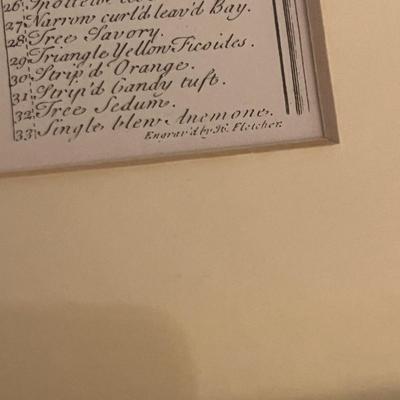 27 Narrow curld leav'd Bay.
28 Tree Savory.
29 Triangle Yellow Ficoides.
30 Strip'd Orange.
31 Strip'd Candy tuft.
32 Tree Sedum.
33 Single blew Anemone.
Engrav'd by H. Fletcher.